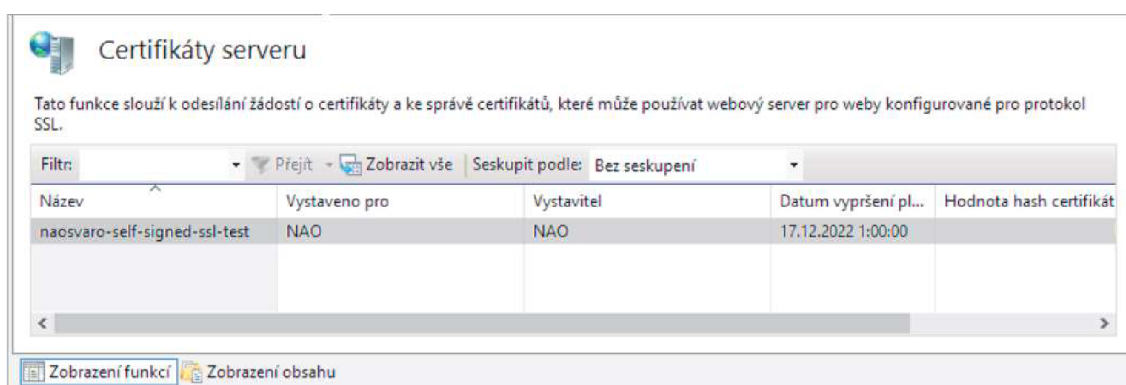 Certifikáty serveru
Tato funkce slouží k odesílání žádostí o certifikáty a ke správě certifikátů, které může používat webový server pro weby konfigurované pro protokol
SSL.
Filtr: Přejít Zobrazit vše Seskupit podle: Bez seskupení
Název Vystaveno pro Vystavitel Datum vypršení pl... Hodnota hash certifikát
naosvaro-self-signed-ssl-test NAO NAO 17.12.2022 1:00:00
Zobrazení funkcí Zobrazení obsahu